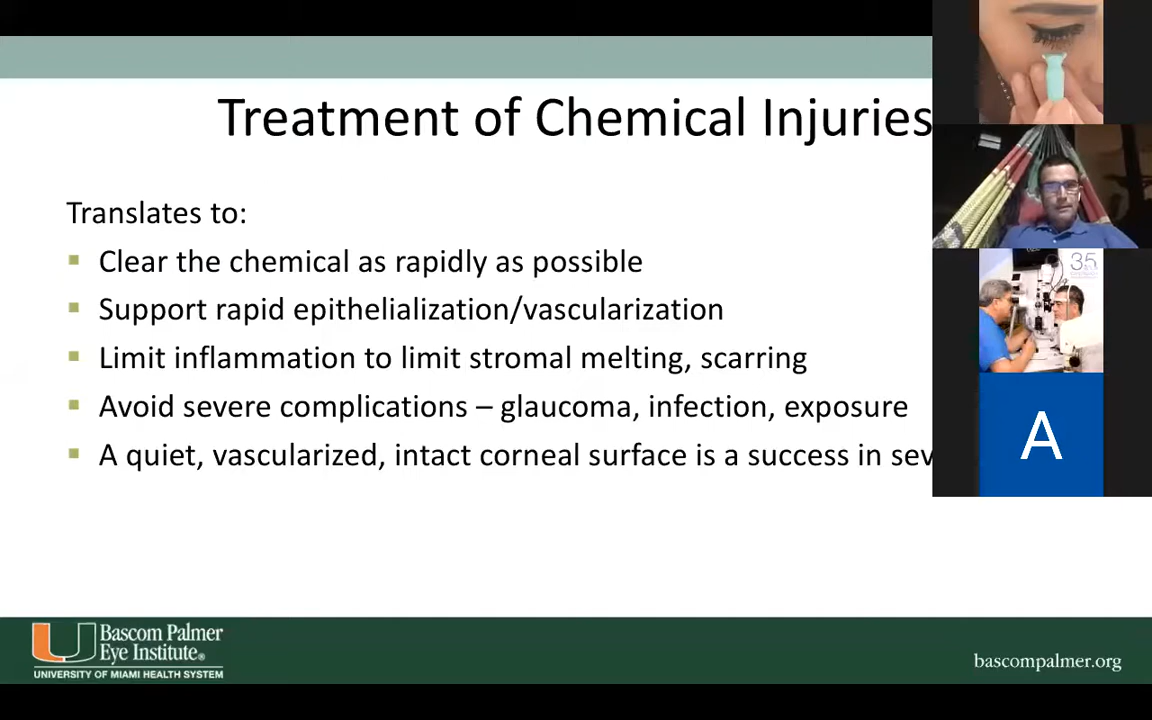 Treatment of Chemical Injuries
Translates to:
Clear the chemical as rapidly as possible
Support rapid epithelialization/vascularization
Limit inflammation to limit stromal melting, scarring
Avoid severe complications – glaucoma, infection, exposure
A quiet, vascularized, intact corneal surface is a success in
35
A
Bascom Palmer
Eye Institute®
UNIVERSITY OF MIAMI HEALTH SYSTEM
bascompalmer.org